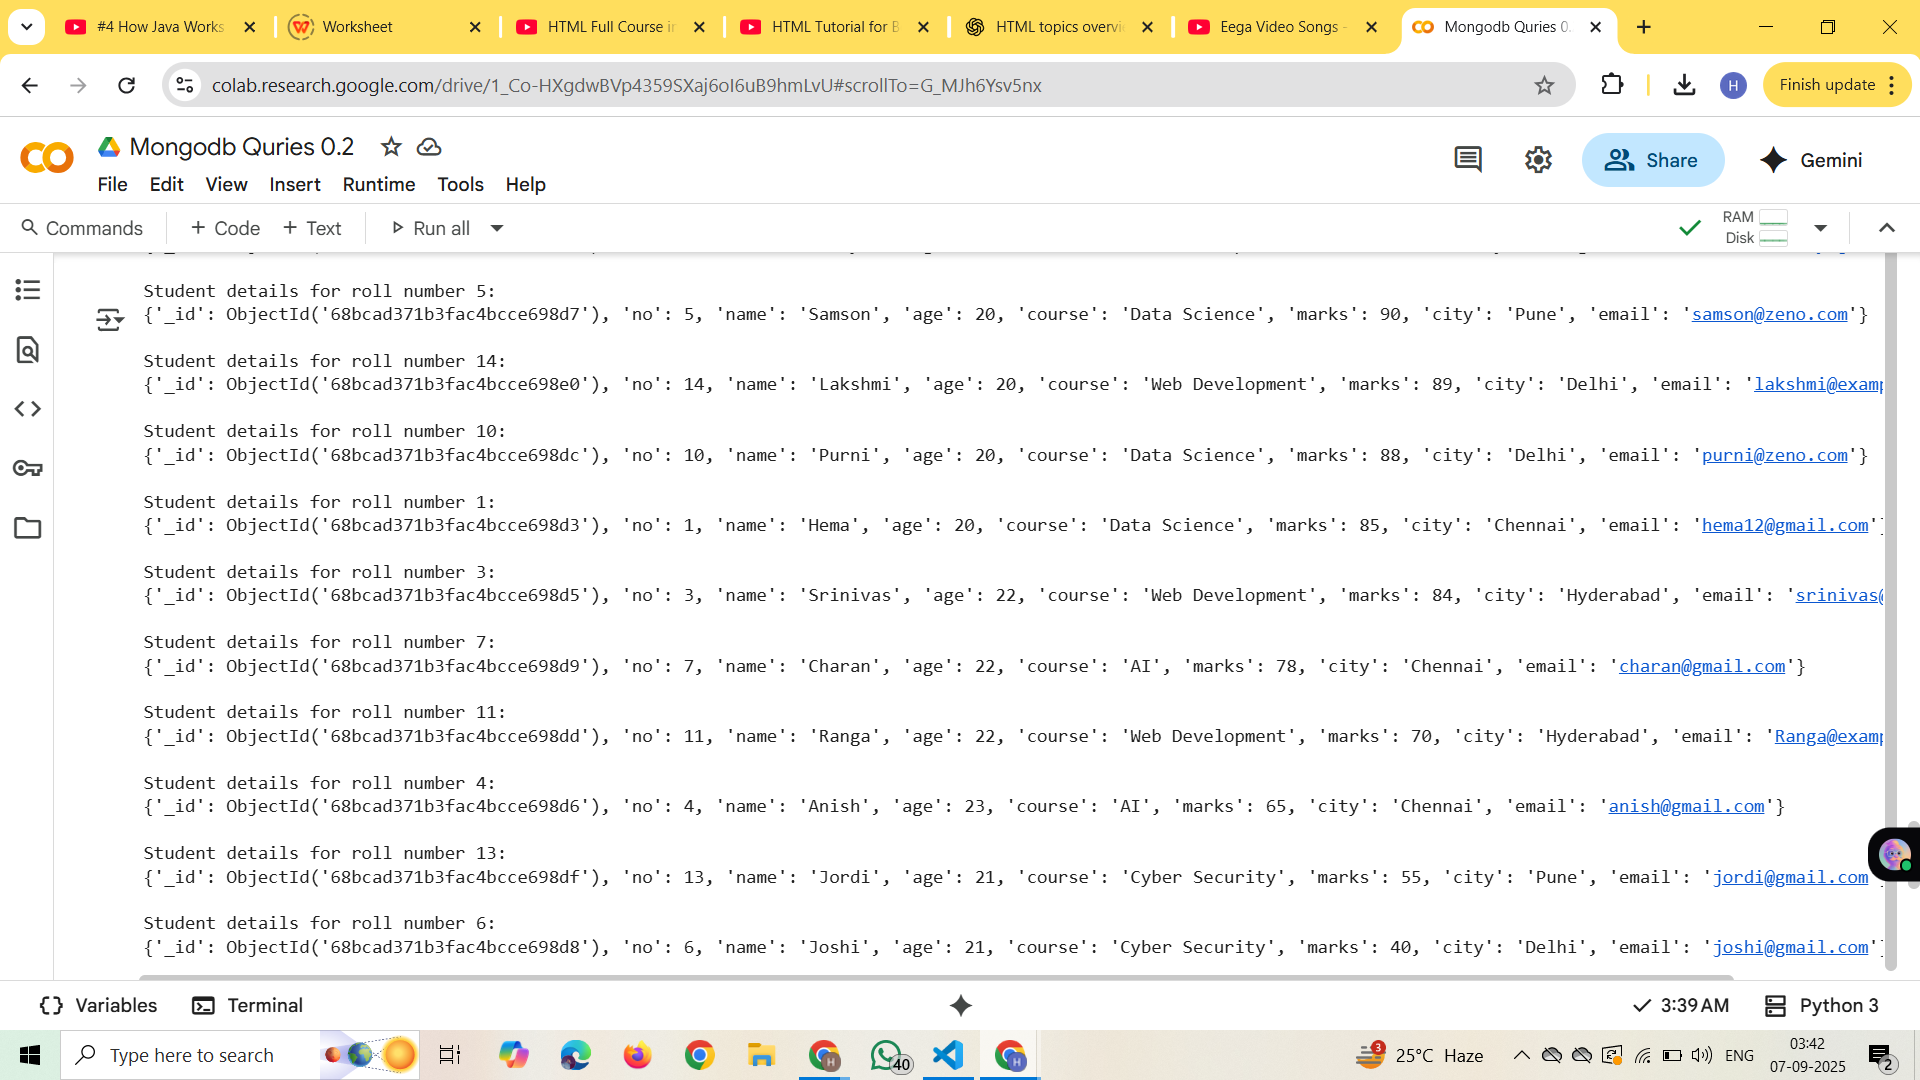 #4 How Java Works
Worksheet
HTML Full Course in
HTML Tutorial for B
HTML topics overvi
Eega Video Songs -
Mongodb Quries 0.
colab.research.google.com/drive/1_Co-HXgdwBVp4359SXaj6oI6uB9hmLvU#scrollTo=G_MJh6Ysv5nx
H
Finish update
Mongodb Quries 0.2
File Edit View Insert Runtime Tools Help
Share
Gemini
Commands + Code + Text Run all
RAM
Disk
Student details for roll number 5:
{'_id': ObjectId('68bcad371b3fac4bcce698d7'), 'no': 5, 'name': 'Samson', 'age': 20, 'course': 'Data Science', 'marks': 90, 'city': 'Pune', 'email': 'samson@zeno.com'}
Student details for roll number 14:
{'_id': ObjectId('68bcad371b3fac4bcce698e0'), 'no': 14, 'name': 'Lakshmi', 'age': 20, 'course': 'Web Development', 'marks': 89, 'city': 'Delhi', 'email': 'lakshmi@examp
Student details for roll number 10:
{'_id': ObjectId('68bcad371b3fac4bcce698dc'), 'no': 10, 'name': 'Purni', 'age': 20, 'course': 'Data Science', 'marks': 88, 'city': 'Delhi', 'email': 'purni@zeno.com'}
Student details for roll number 1:
{'_id': ObjectId('68bcad371b3fac4bcce698d3'), 'no': 1, 'name': 'Hema', 'age': 20, 'course': 'Data Science', 'marks': 85, 'city': 'Chennai', 'email': 'hema12@gmail.com'}
Student details for roll number 3:
{'_id': ObjectId('68bcad371b3fac4bcce698d5'), 'no': 3, 'name': 'Srinivas', 'age': 22, 'course': 'Web Development', 'marks': 84, 'city': 'Hyderabad', 'email': 'srinivas@
Student details for roll number 7:
{'_id': ObjectId('68bcad371b3fac4bcce698d9'), 'no': 7, 'name': 'Charan', 'age': 22, 'course': 'AI', 'marks': 78, 'city': 'Chennai', 'email': 'charan@gmail.com'}
Student details for roll number 11:
{'_id': ObjectId('68bcad371b3fac4bcce698dd'), 'no': 11, 'name': 'Ranga', 'age': 22, 'course': 'Web Development', 'marks': 70, 'city': 'Hyderabad', 'email': 'Ranga@examp
Student details for roll number 4:
{'_id': ObjectId('68bcad371b3fac4bcce698d6'), 'no': 4, 'name': 'Anish', 'age': 23, 'course': 'AI', 'marks': 65, 'city': 'Chennai', 'email': 'anish@gmail.com'}
Student details for roll number 13:
{'_id': ObjectId('68bcad371b3fac4bcce698df'), 'no': 13, 'name': 'Jordi', 'age': 21, 'course': 'Cyber Security', 'marks': 55, 'city': 'Pune', 'email': 'jordi@gmail.com
Student details for roll number 6:
{'_id': ObjectId('68bcad371b3fac4bcce698d8'), 'no': 6, 'name': 'Joshi', 'age': 21, 'course': 'Cyber Security', 'marks': 40, 'city': 'Delhi', 'email': 'joshi@gmail.com'
Variables Terminal
3:39 AM Python 3
Type here to search
40
3
25°C Haze
ENG
03:42
07-09-2025
2